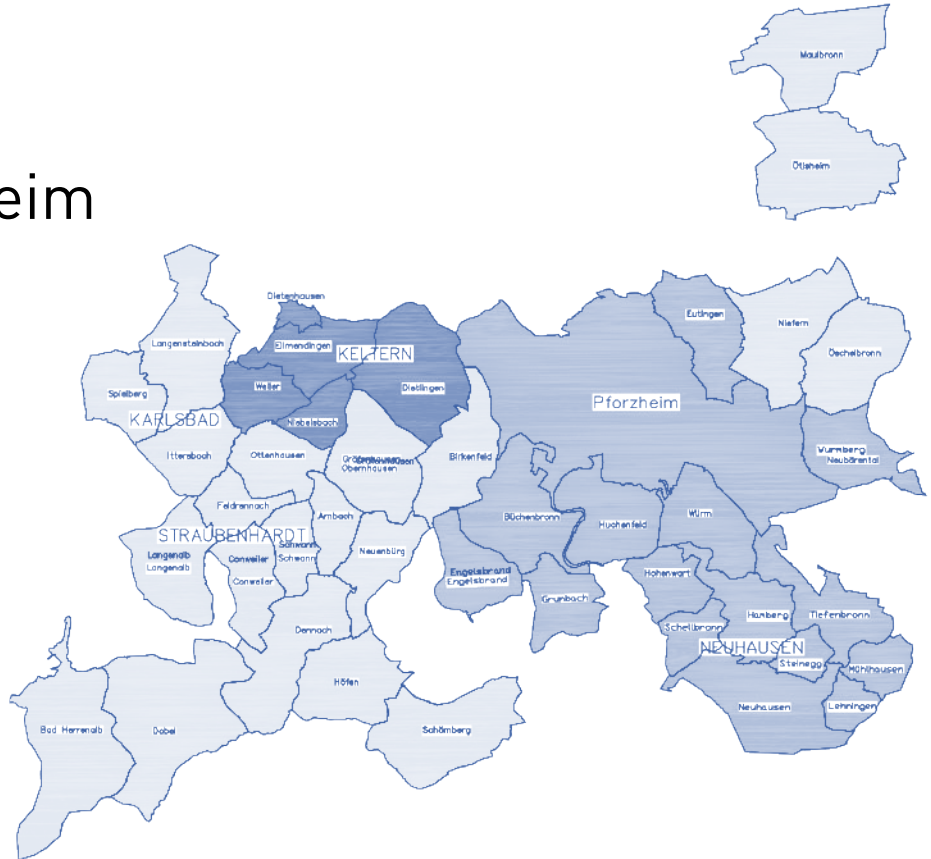 Maulbronn
Ötisheim
eim
Dietenhausen
Eutingen
Niefern
Langensteinbach
Ellmendingen
KELTERN
Öschelbronn
Weiler
Dietlingen
Spielberg
Pforzheim
KARLSBAD
Niebelsbach
Ittersbach
Ottenhausen
Obernhausen
Birkenfeld
Wurmberg
Neubärental
Feldrennach
Arnbach
Büchenbronn
Huchenfeld
Würm
STRAUBENHARDT
Schwann
Schwann
Neuenbürg
Langenalb
Langenalb
Conweiler
Conweiler
Engelsbrand
Engelsbrand
Hohenwart
Grunbach
Hamberg
Tiefenbronn
Schellbronn
Dennach
NEUHAUSEN
Steinegg
Mühlhausen
Höfen
Neuhausen
Lehningen
Bad Herrenalb
Dobel
Schömberg